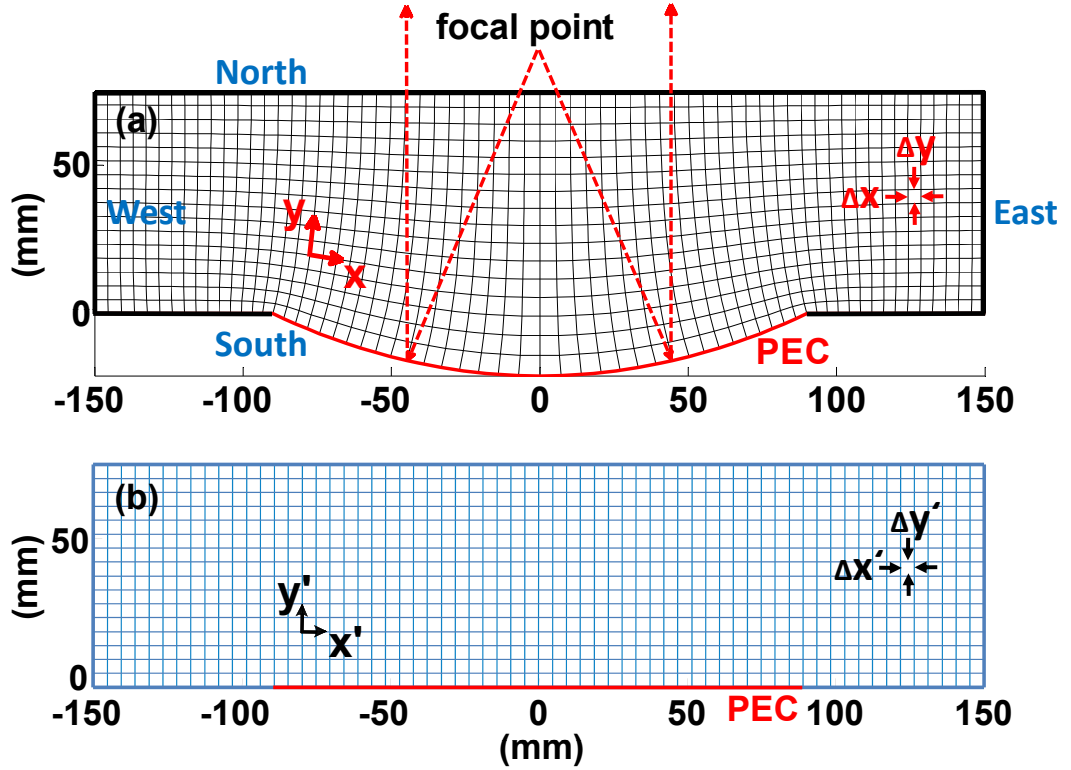 focal point
North
(a)
50
Δy
West
y
Δx
East
(mm)
x
0
South
PEC
-150 -100 -50 0 50 100 150
(b)
50
Δy´
Δx´
(mm)
y'
x'
0
PEC
-150 -100 -50 0 50 100 150
(mm)